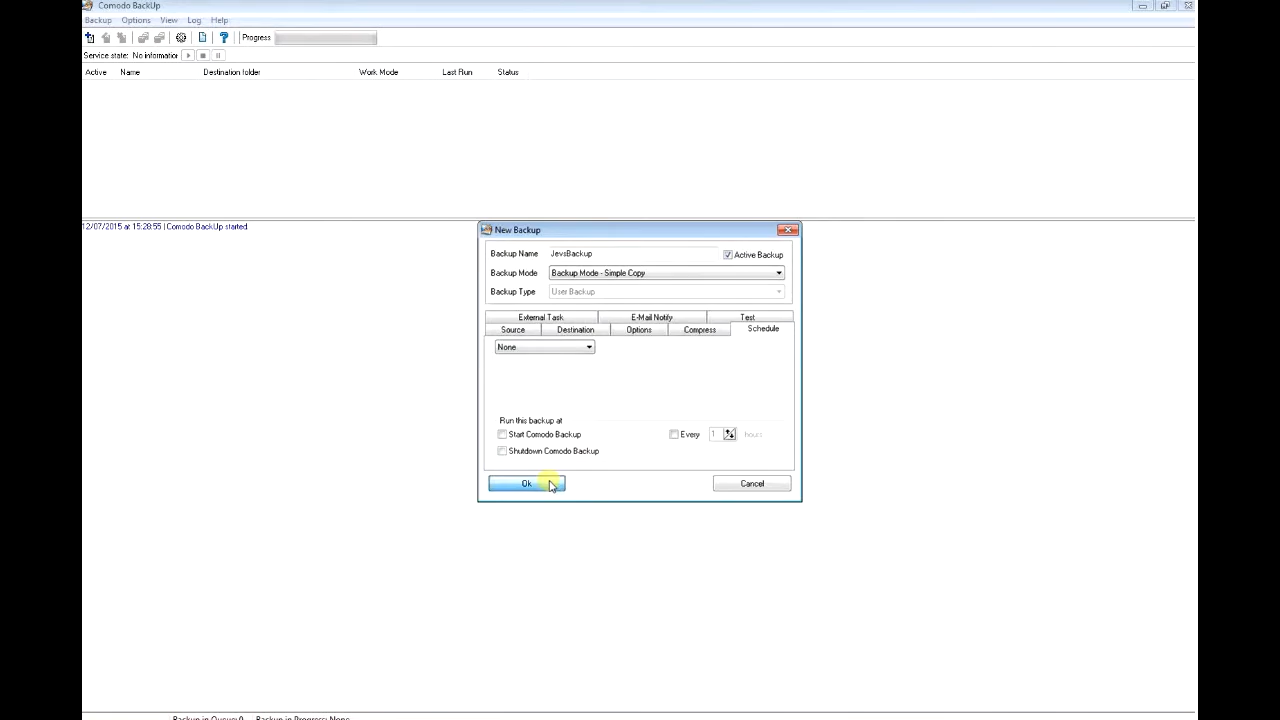 Comodo BackUp
Backup Options View Log Help
Progress
Service state: No information
Active Name Destination folder Work Mode Last Run Status
12/07/2015 at 15:28:55 | Comodo BackUp started
New Backup
Backup Name JevsBackup Active Backup
Backup Mode Backup Mode - Simple Copy
Backup Type User Backup
External Task E-Mail Notify Test
Source Destination Options Compress Schedule
None
Run this backup at
Start Comodo Backup Every 1 hours
Shutdown Comodo Backup
Ok Cancel
Backup in Queue: 0 Backup in Progress: None